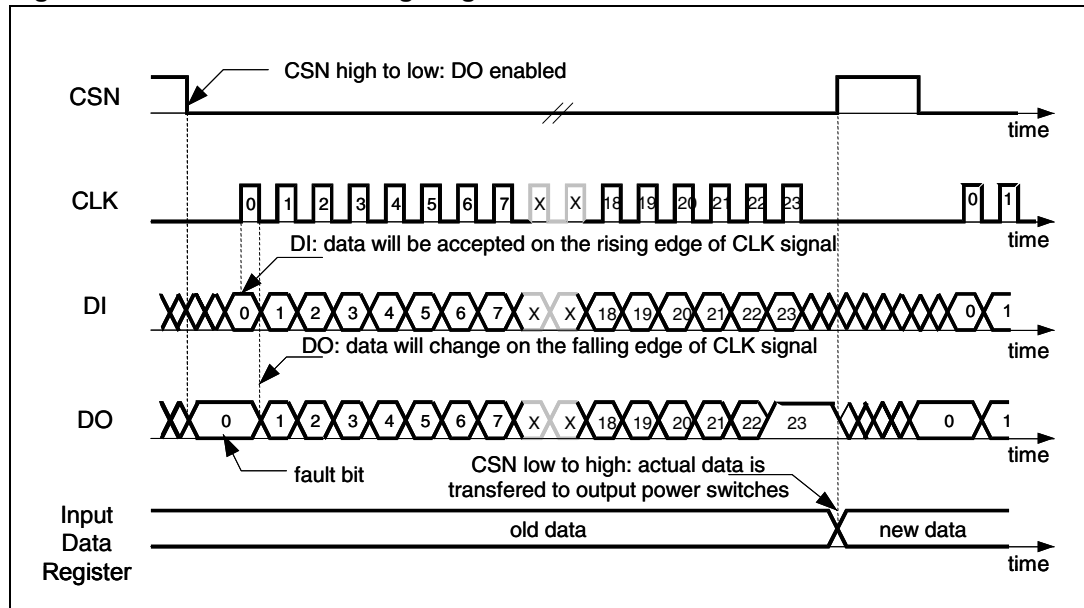 CSN high to low: DO enabled
CSN
time
CLK
0 1 2 3 4 5 6 7 X X 18 19 20 21 22 23 0 1
time
DI: data will be accepted on the rising edge of CLK signal
DI
0 1 2 3 4 5 6 7 X X 18 19 20 21 22 23 0 1
time
DO: data will change on the falling edge of CLK signal
DO
0 1 2 3 4 5 6 7 X X 18 19 20 21 22 23 0 1
time
fault bit
CSN low to high: actual data is
transfered to output power switches
Input
Data
Register
old data
new data
time